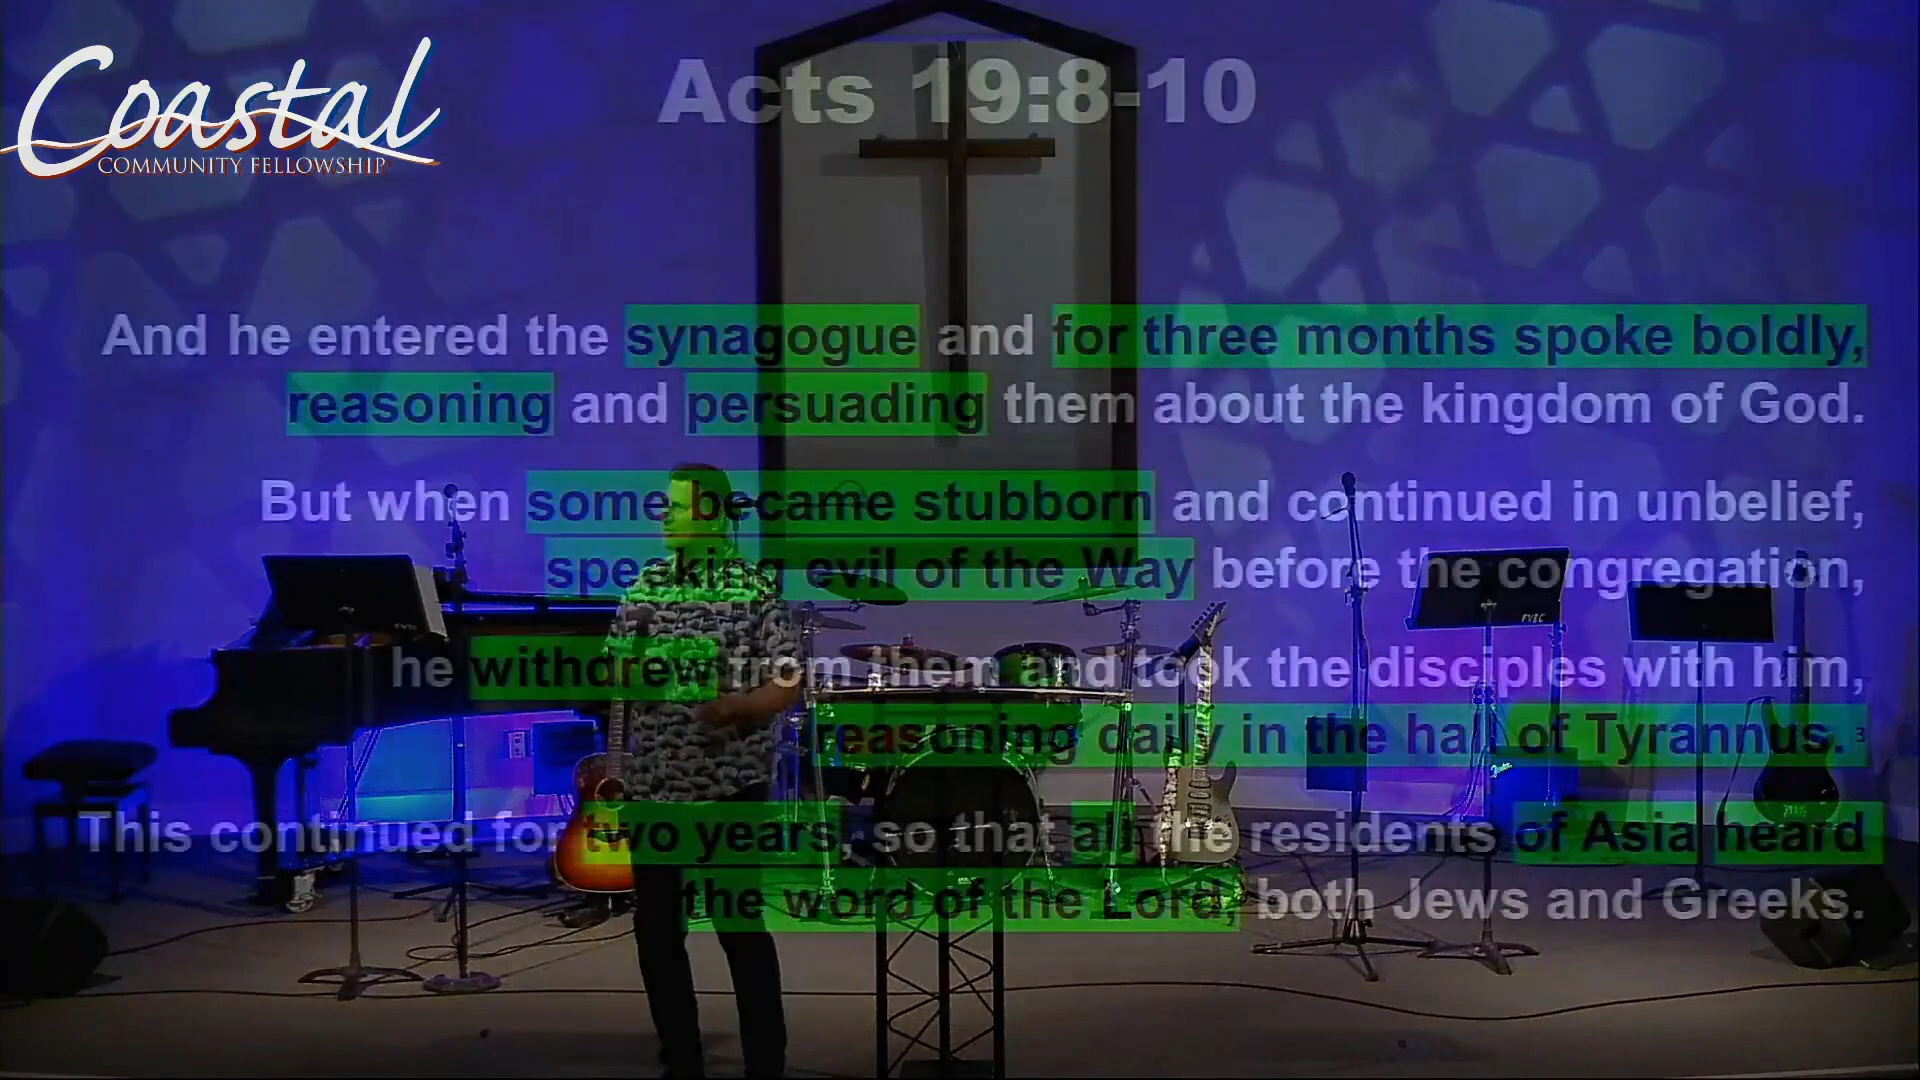 Coastal
COMMUNITY FELLOWSHIP
Acts 19:8-10
And he entered the synagogue and for three months spoke boldly,
reasoning and persuading them about the kingdom of God.
But when some became stubborn and continued in unbelief,
speaking evil of the Way before the congregation,
he withdrew from them and took the disciples with him,
reasoning daily in the hall of Tyrannus. 3
This continued for two years, so that all the residents of Asia heard
the word of the Lord, both Jews and Greeks.
FVBC
Fender